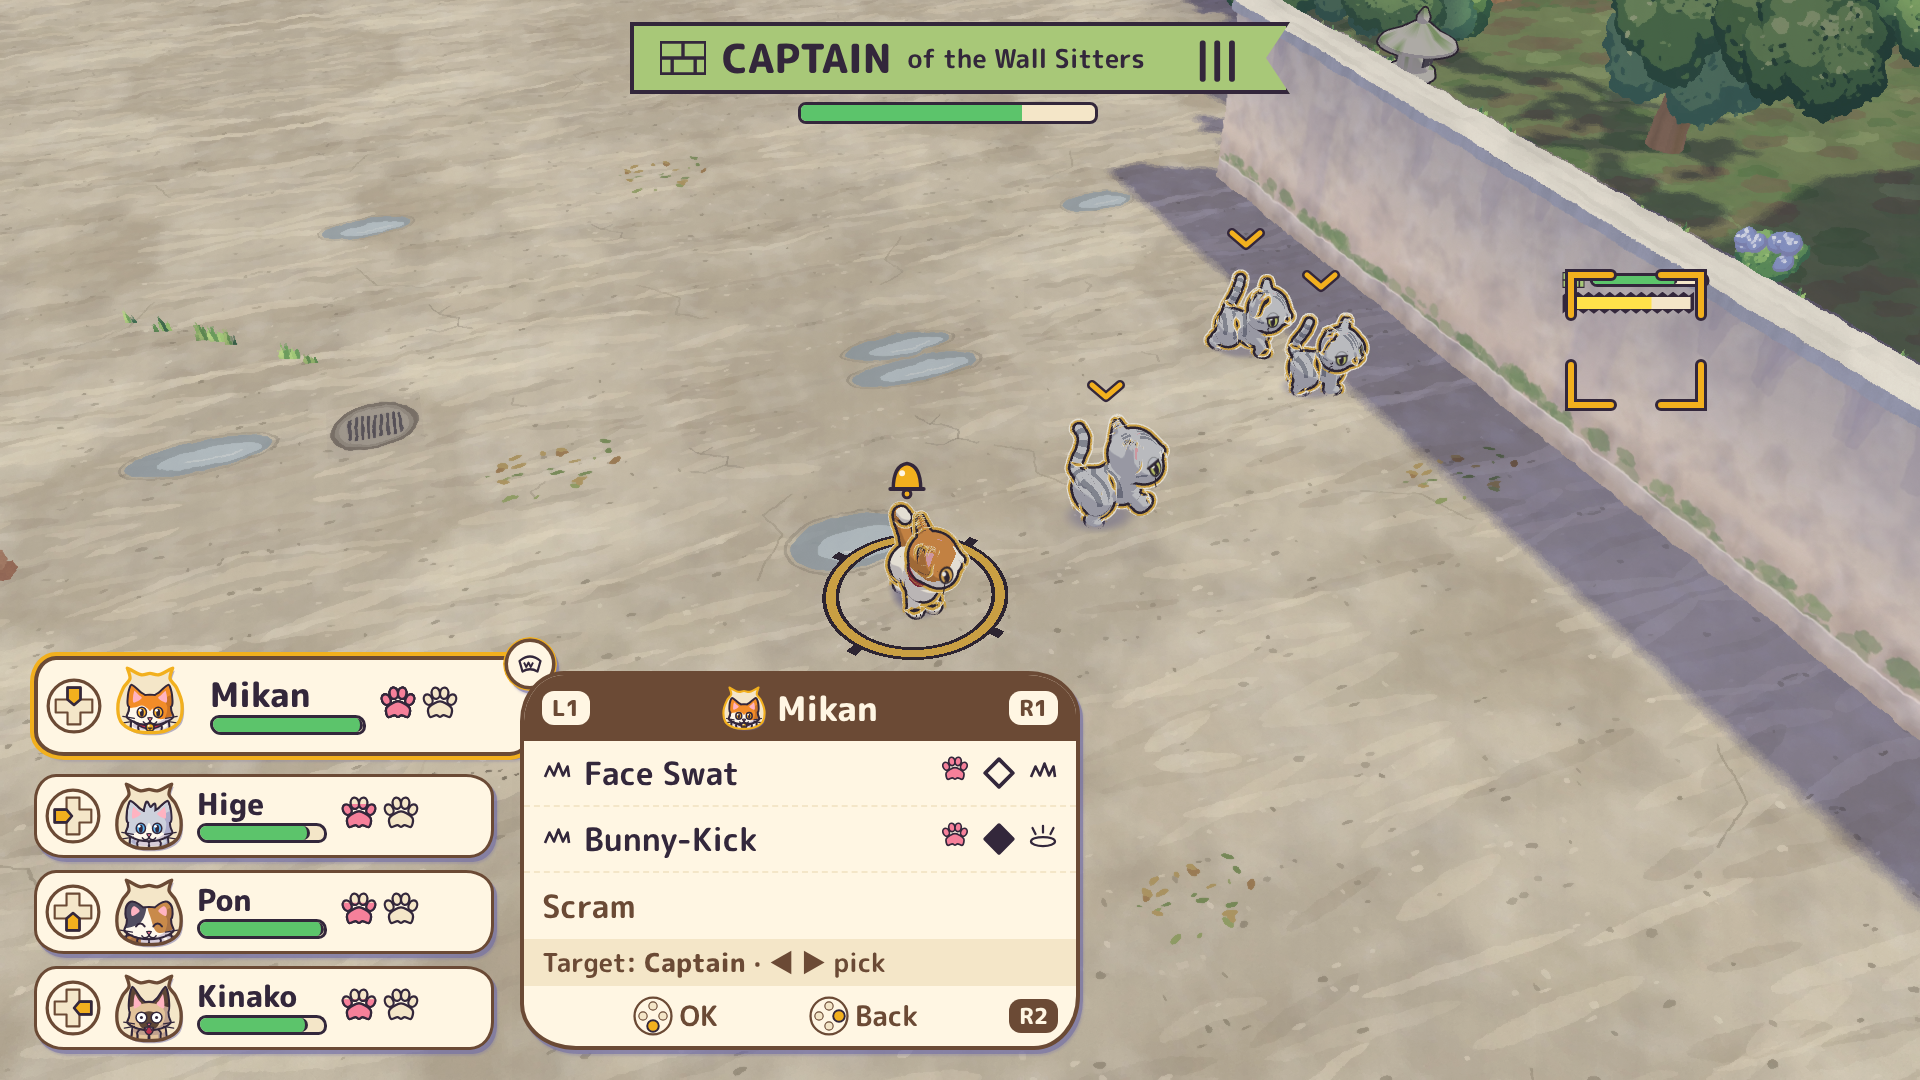 CAPTAIN of the Wall Sitters
W
Mikan
Hige
Pon
Kinako
L1 Mikan R1
Face Swat
Bunny-Kick
Scram
Target: Captain · ◀ ▶ pick
OK Back R2